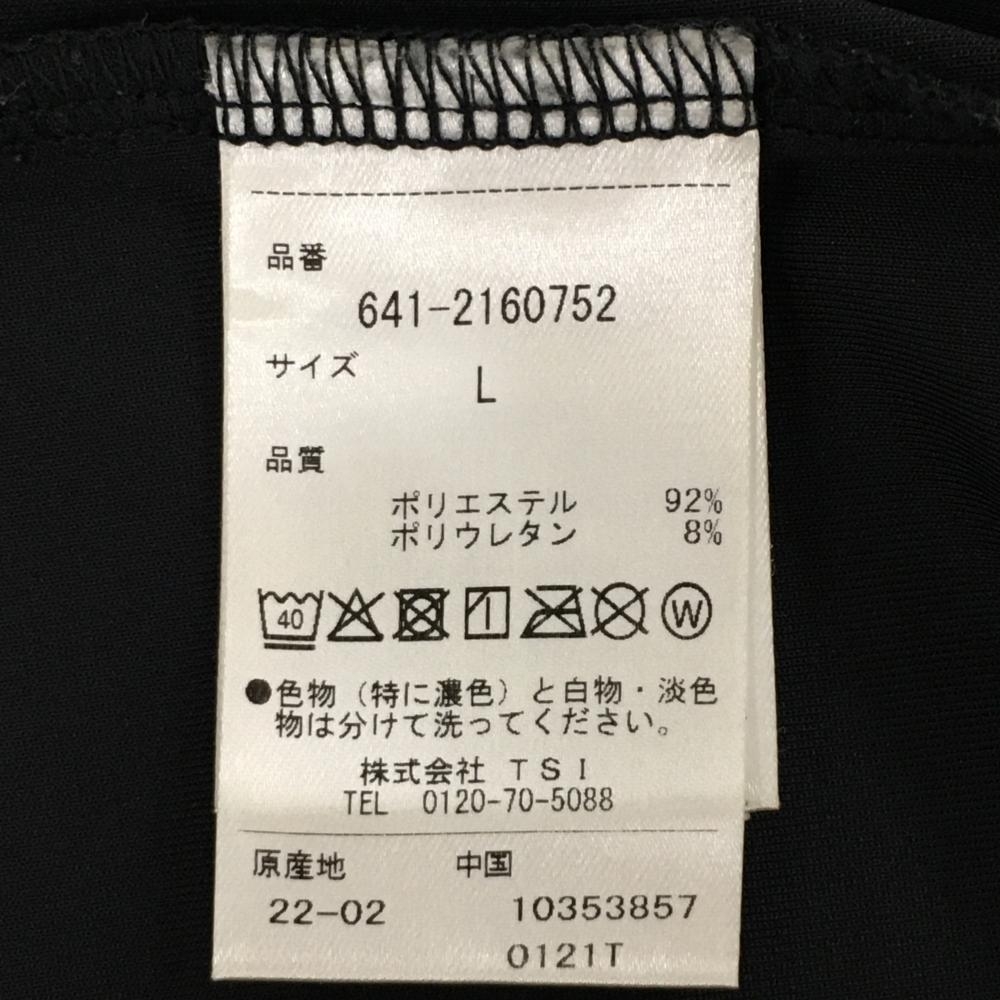 品番
641-2160752
サイズ
L
品質
ポリエステル 92%
ポリウレタン 8%
40 W
●色物（特に濃色）と白物・淡色
物は分けて洗ってください。
株式会社 TSI
TEL 0120-70-5088
原産地 中国
22-02 10353857
0121T